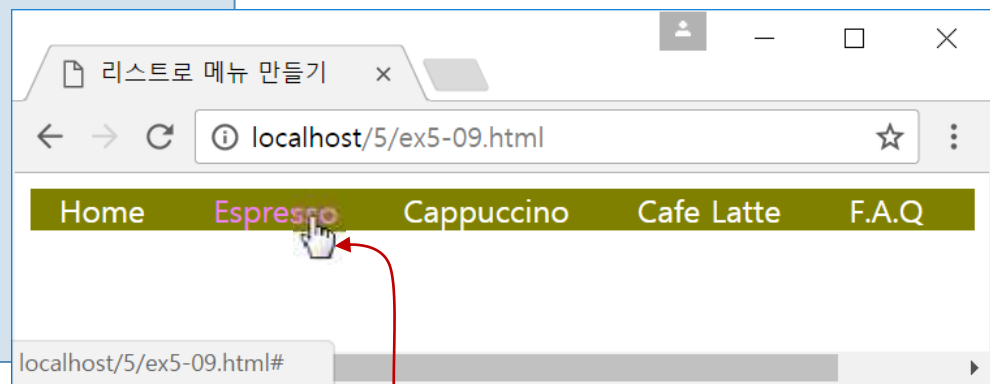 리스트로 메뉴 만들기
localhost/5/ex5-09.html
Home Espresso Cappuccino Cafe Latte F.A.Q
localhost/5/ex5-09.html#